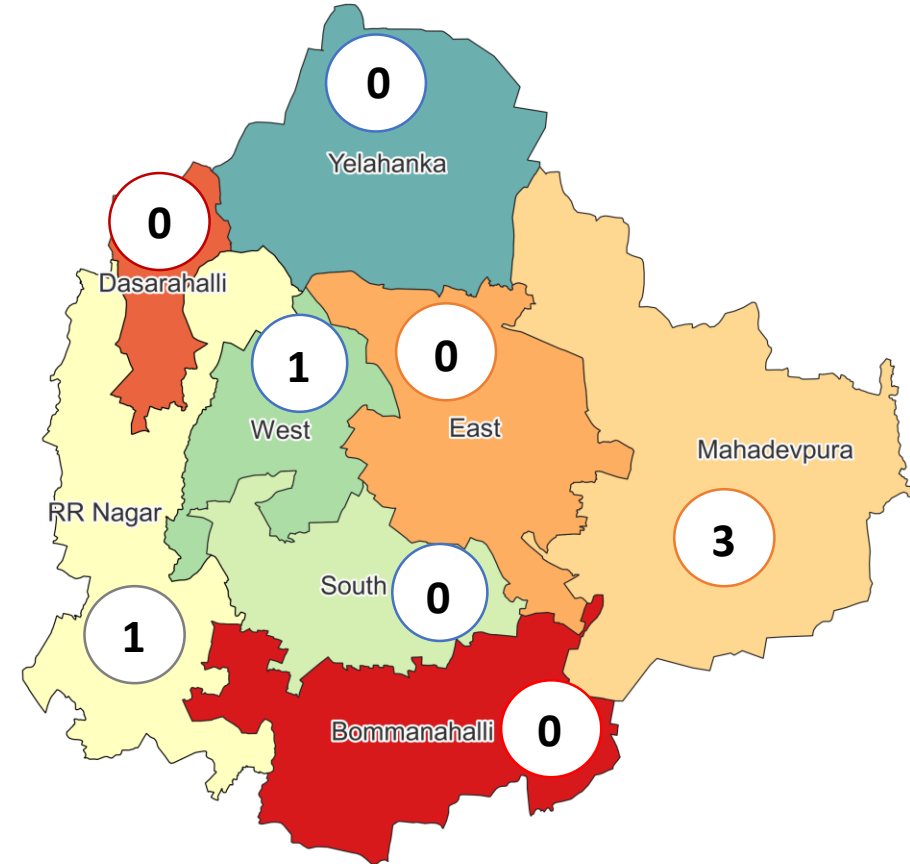 0
Yelahanka
0
Dasarahalli
1
West
0
East
Mahadevpura
3
RR Nagar
1
South
0
Bommanahalli
0